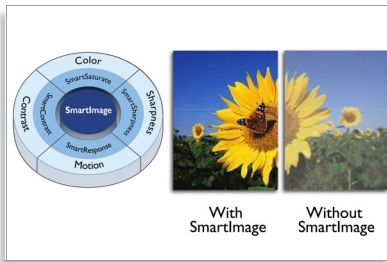 Color
SmartSaturate
Contrast
SmartContrast
SmartImage
SmartSharpness
Sharpness
SmartResponse
Motion
With
SmartImage
Without
SmartImage